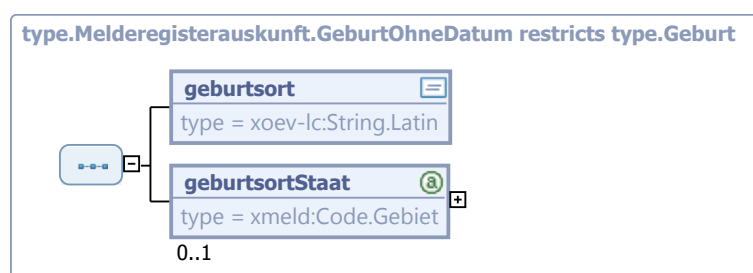 type.Melderegisterauskunft.GeburtOhneDatum restricts type.Geburt
geburtsort
type = xoev-lc:String.Latin
geburtsortStaat
type = xmeld:Code.Gebiet
0..1